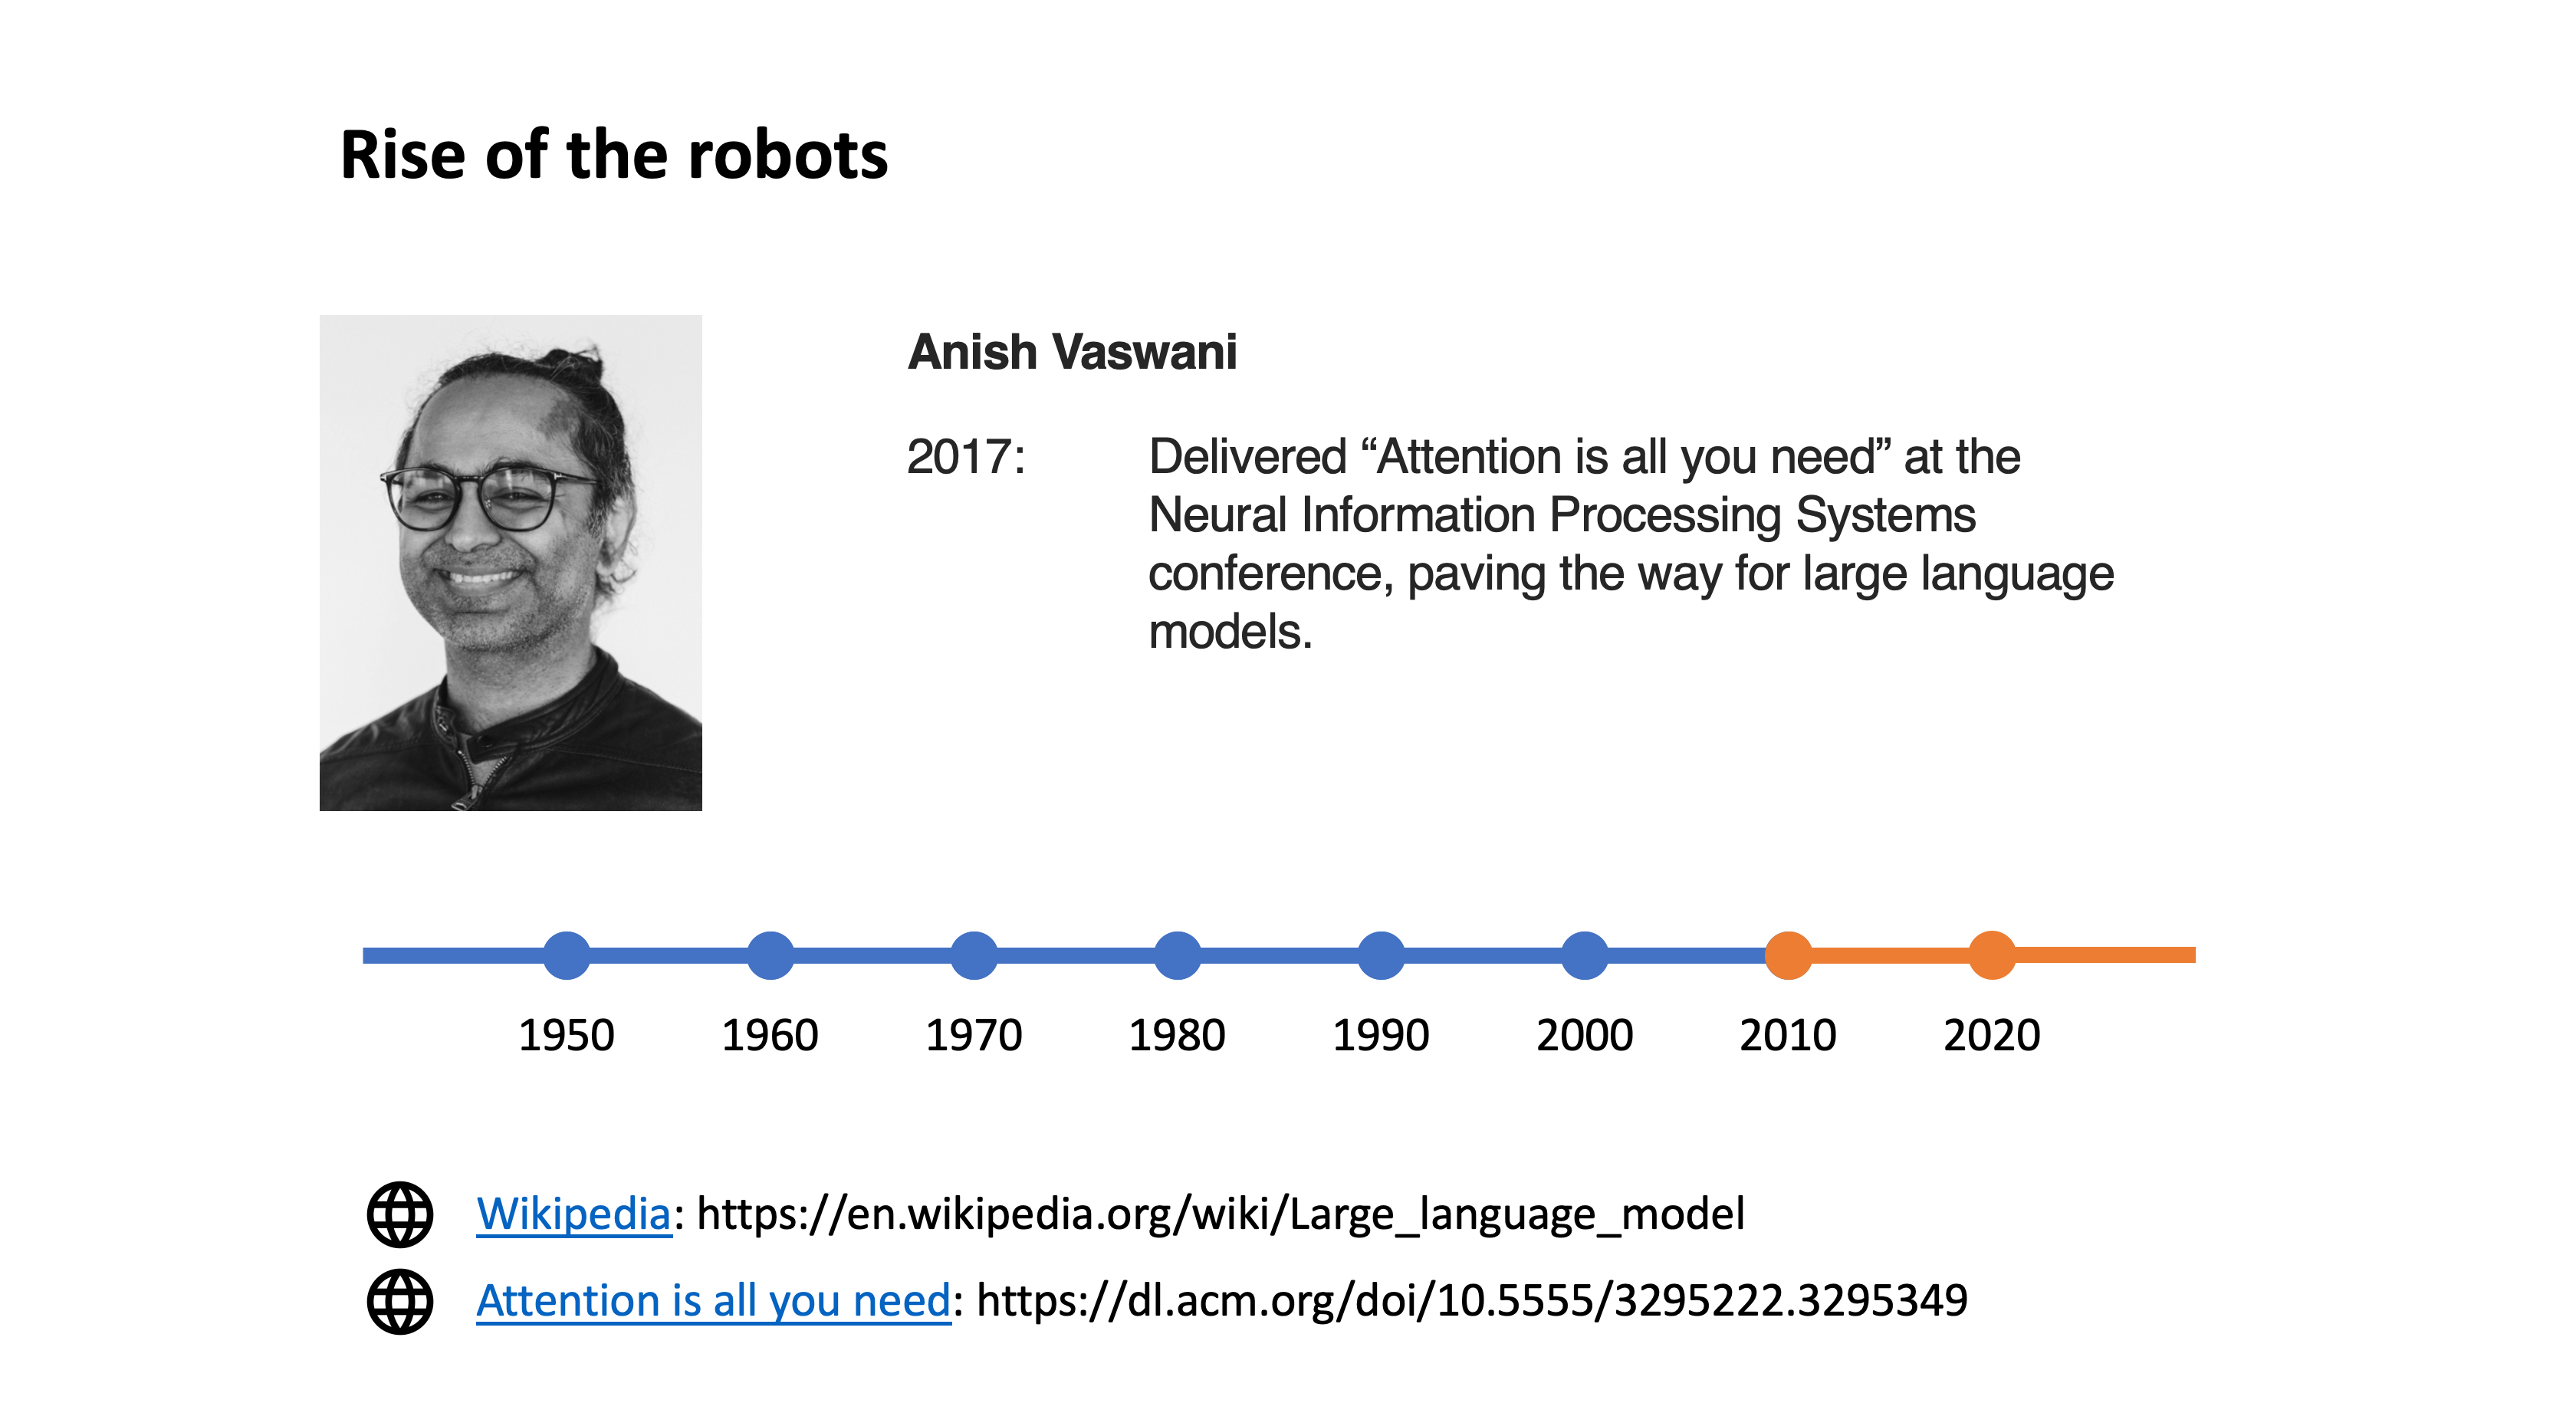 Rise of the robots
Anish Vaswani
2017: Delivered “Attention is all you need” at the
Neural Information Processing Systems
conference, paving the way for large language
models.
1950 1960 1970 1980 1990 2000 2010 2020
Wikipedia: https://en.wikipedia.org/wiki/Large_language_model
Attention is all you need: https://dl.acm.org/doi/10.5555/3295222.3295349